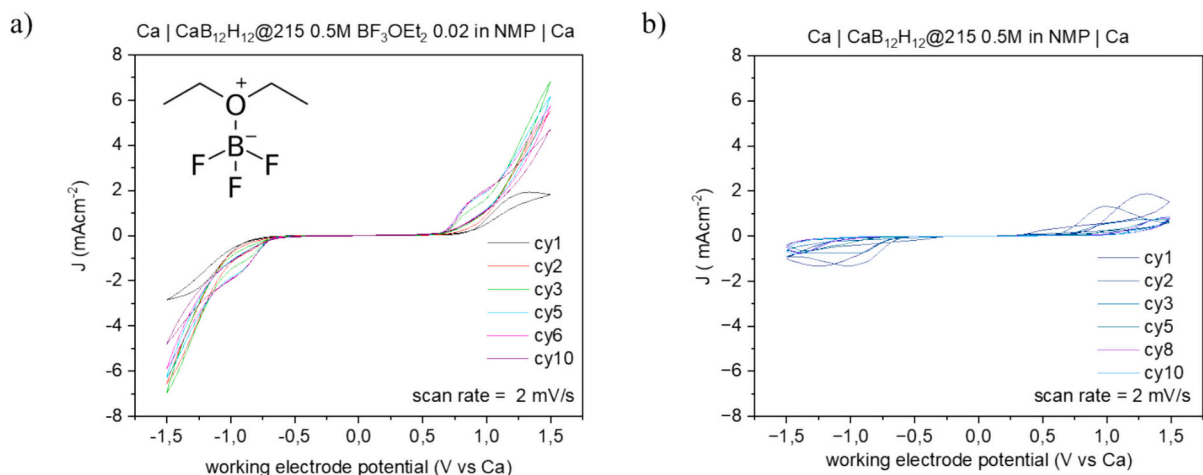 a)
Ca | CaB₁₂H₁₂@215 0.5M BF₃OEt₂ 0.02 in NMP | Ca
O
+
B
−
F
F
F
J (mAcm⁻²)
8
6
4
2
0
-2
-4
-6
-8
cy1
cy2
cy3
cy5
cy6
cy10
scan rate = 2 mV/s
-1,5 -1,0 -0,5 0,0 0,5 1,0 1,5
working electrode potential (V vs Ca)
b)
Ca | CaB₁₂H₁₂@215 0.5M in NMP | Ca
J ( mAcm⁻²)
8
6
4
2
0
−2
−4
−6
−8
cy1
cy2
cy3
cy5
cy8
cy10
scan rate = 2 mV/s
−1,5 −1,0 −0,5 0,0 0,5 1,0 1,5
working electrode potential (V vs Ca)